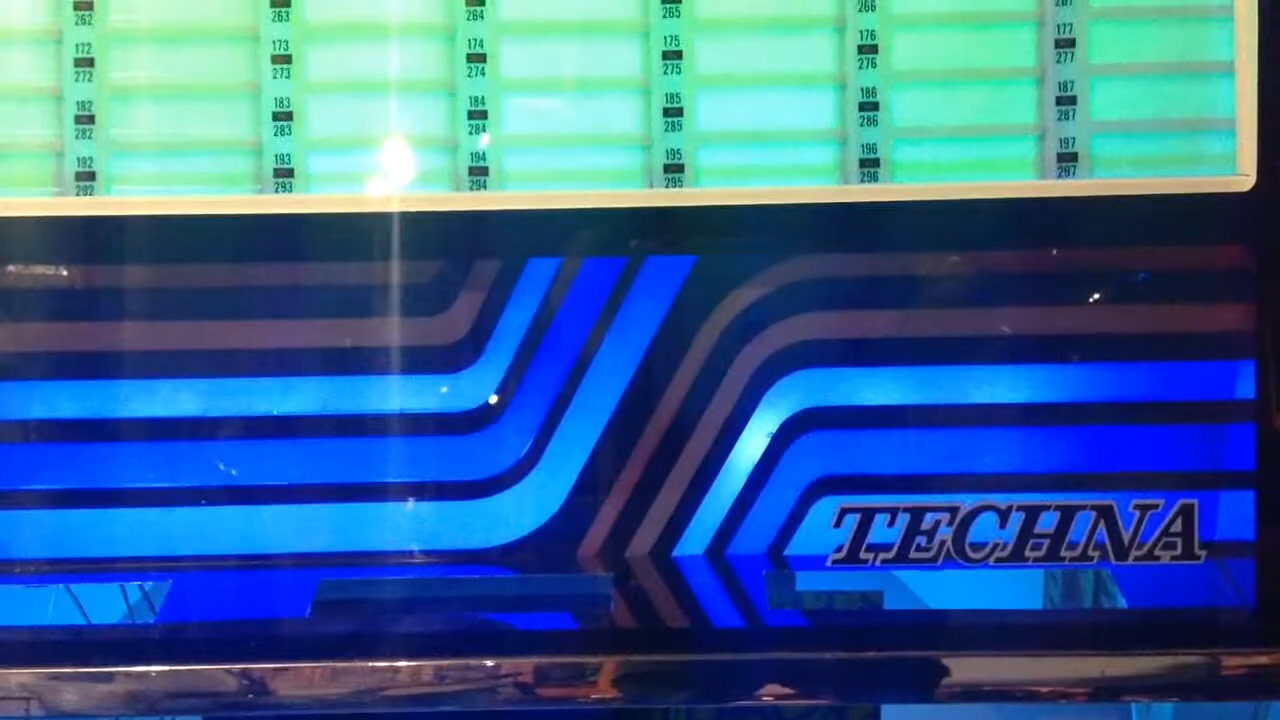 262 263 264 265 266
172 173 174 175 176 177
272 273 274 275 276 277
182 183 184 185 186 187
282 283 284 285 286 287
192 193 194 195 196 197
292 293 294 295 296 297
TECHNA